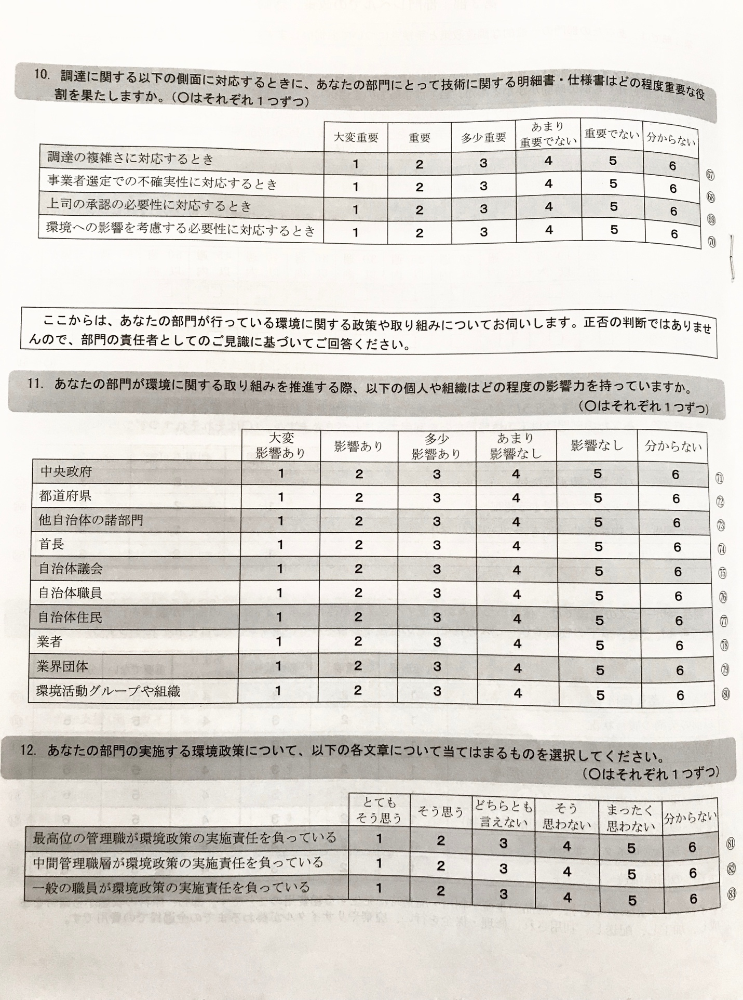 10. 調達に関する以下の側面に対応するときに、あなたの部門にとって技術に関する明細書・仕様書はどの程度重要な役
割を果たしますか。（〇はそれぞれ１つずつ）
大変重要 重要 多少重要 あまり重要でない 重要でない 分からない
調達の複雑さに対応するとき 1 2 3 4 5 6 ㊿
事業者選定での不確実性に対応するとき 1 2 3 4 5 6 68
上司の承認の必要性に対応するとき 1 2 3 4 5 6 69
環境への影響を考慮する必要性に対応するとき 1 2 3 4 5 6 70
ここからは、あなたの部門が行っている環境に関する政策や取り組みについてお伺いします。正否の判断ではありませ
んので、部門の責任者としてのご見識に基づいてご回答ください。
11. あなたの部門が環境に関する取り組みを推進する際、以下の個人や組織はどの程度の影響力を持っていますか。
（〇はそれぞれ１つずつ）
大変影響あり 影響あり 多少影響あり あまり影響なし 影響なし 分からない
中央政府 1 2 3 4 5 6 71
都道府県 1 2 3 4 5 6 72
他自治体の諸部門 1 2 3 4 5 6 73
首長 1 2 3 4 5 6 74
自治体議会 1 2 3 4 5 6 75
自治体職員 1 2 3 4 5 6 76
自治体住民 1 2 3 4 5 6 77
業者 1 2 3 4 5 6 78
業界団体 1 2 3 4 5 6 79
環境活動グループや組織 1 2 3 4 5 6 80
12. あなたの部門の実施する環境政策について、以下の各文章について当てはまるものを選択してください。
（〇はそれぞれ１つずつ）
とてもそう思う そう思う どちらとも言えない そう思わない まったく思わない 分からない
最高位の管理職が環境政策の実施責任を負っている 1 2 3 4 5 6 81
中間管理職層が環境政策の実施責任を負っている 1 2 3 4 5 6 82
一般の職員が環境政策の実施責任を負っている 1 2 3 4 5 6 83